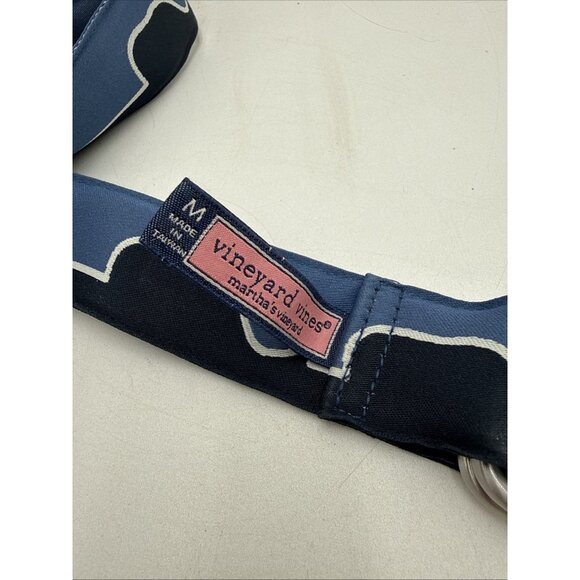 M
MADE
IN
TAIWAN
vineyard vines®
martha's vineyard